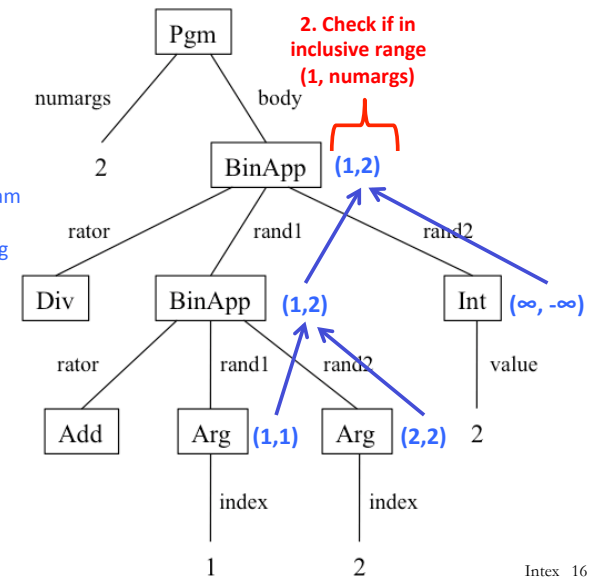 Pgm
2. Check if in
inclusive range
(1, numargs)
numargs
body
2
BinApp
(1,2)
am
rator
rand1
rand2
g
Div
BinApp
(1,2)
Int
(∞, -∞)
rator
rand1
rand2
value
Add
Arg
(1,1)
Arg
(2,2)
2
index
index
1
2
Intex 16